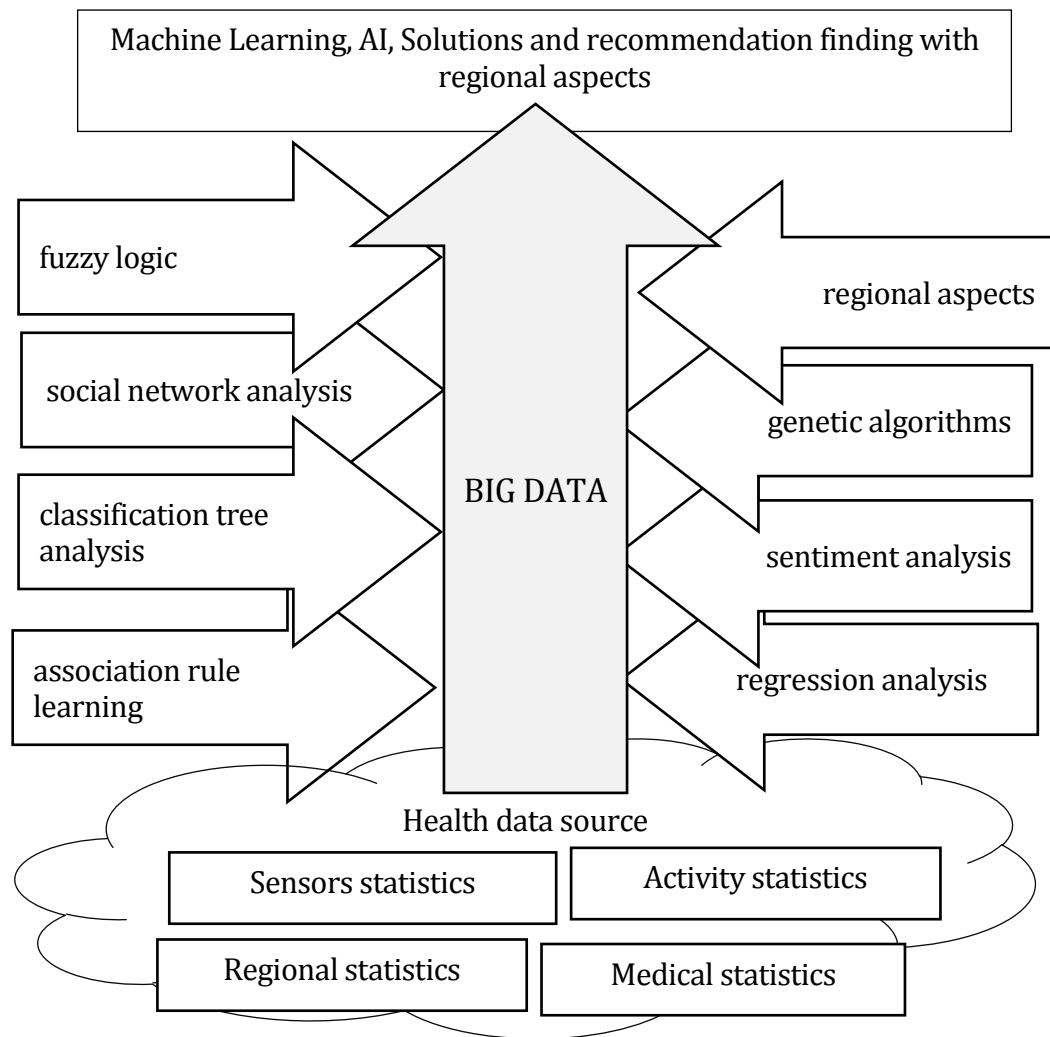 Machine Learning, AI, Solutions and recommendation finding with
regional aspects
fuzzy logic
regional aspects
social network analysis
genetic algorithms
BIG DATA
classification tree
analysis
sentiment analysis
association rule
learning
regression analysis
Health data source
Sensors statistics
Activity statistics
Regional statistics
Medical statistics